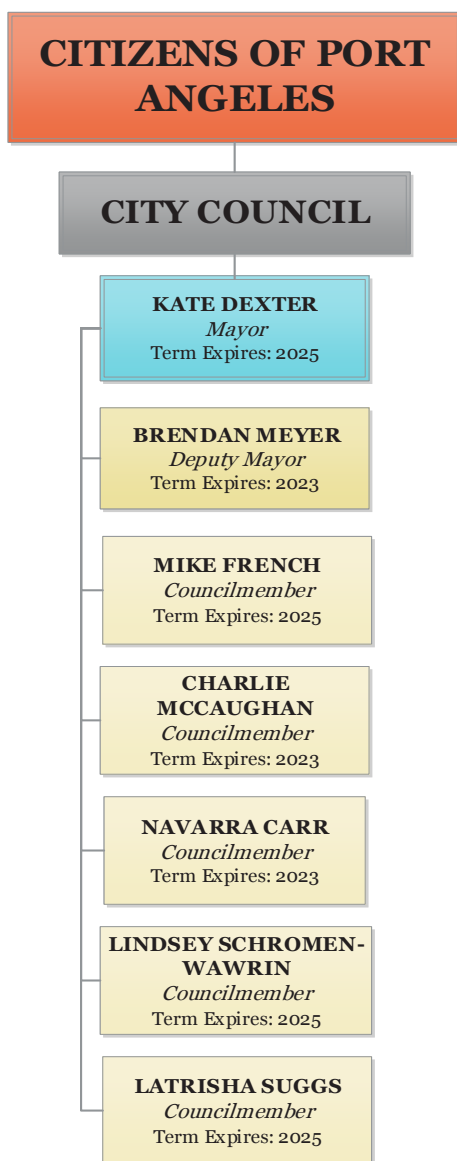 CITIZENS OF PORT
ANGELES
CITY COUNCIL
KATE DEXTER
Mayor
Term Expires: 2025
BRENDAN MEYER
Deputy Mayor
Term Expires: 2023
MIKE FRENCH
Councilmember
Term Expires: 2025
CHARLIE
MCCAUGHAN
Councilmember
Term Expires: 2023
NAVARRA CARR
Councilmember
Term Expires: 2023
LINDSEY SCHROMEN-
WAWRIN
Councilmember
Term Expires: 2025
LATRISHA SUGGS
Councilmember
Term Expires: 2025